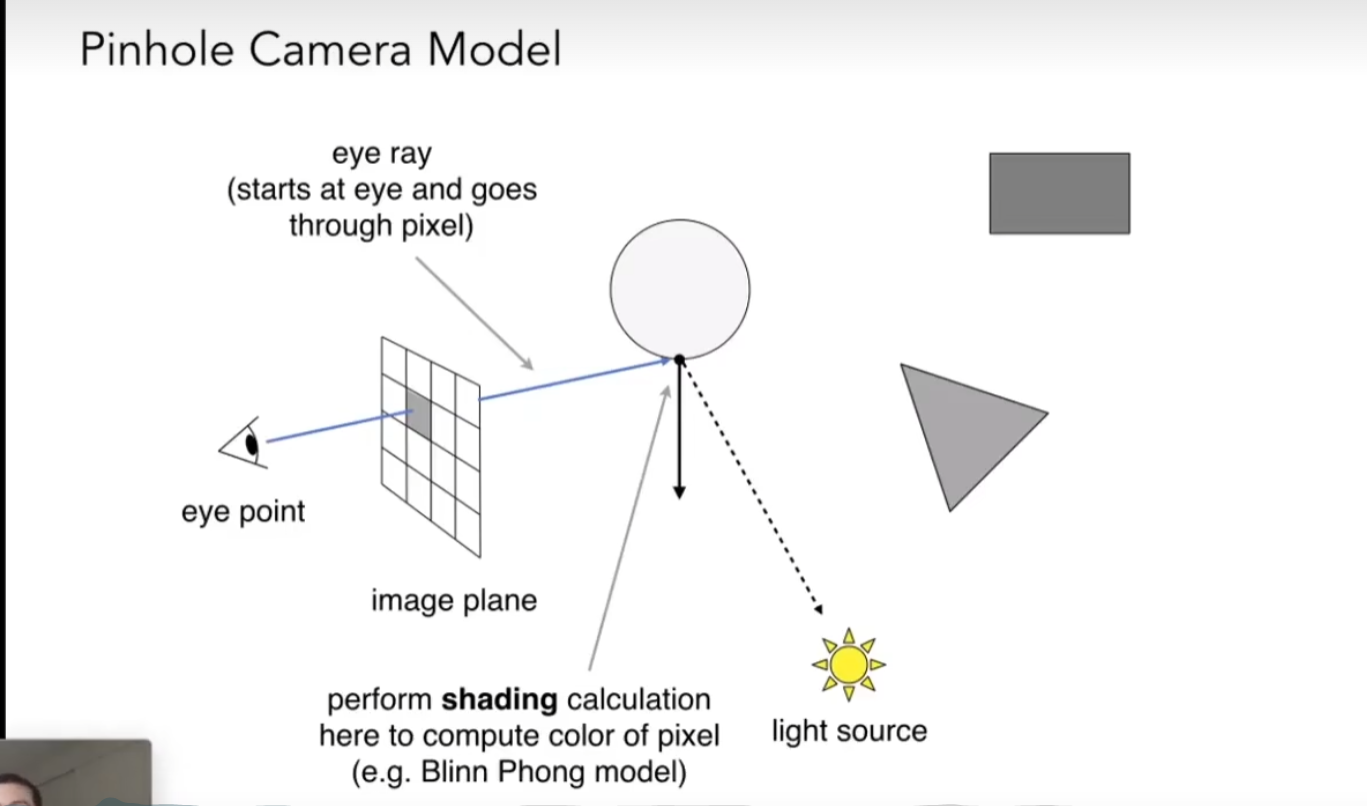 Pinhole Camera Model
eye ray
(starts at eye and goes
through pixel)
eye point
image plane
perform shading calculation
here to compute color of pixel
(e.g. Blinn Phong model)
light source